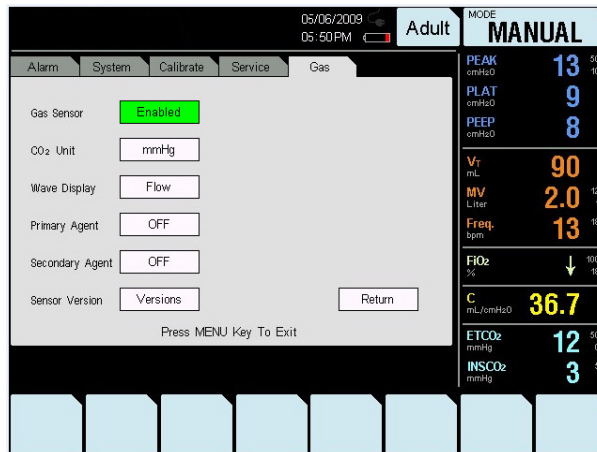 05/06/2009
05:50PM
Adult
MODE
MANUAL
Alarm System Calibrate Service Gas
Gas Sensor Enabled
CO₂ Unit mmHg
Wave Display Flow
Primary Agent OFF
Secondary Agent OFF
Sensor Version Versions Return
Press MENU Key To Exit
PEAK 13
cmH2O
PLAT 9
cmH2O
PEEP 8
cmH2O
VT 90
mL
MV 2.0
Liter
Freq. 13
bpm
FiO₂ ↓ 100
%
C 36.7
mL/cmH2O
ETCO₂ 12
mmHg
INSCO₂ 3
mmHg